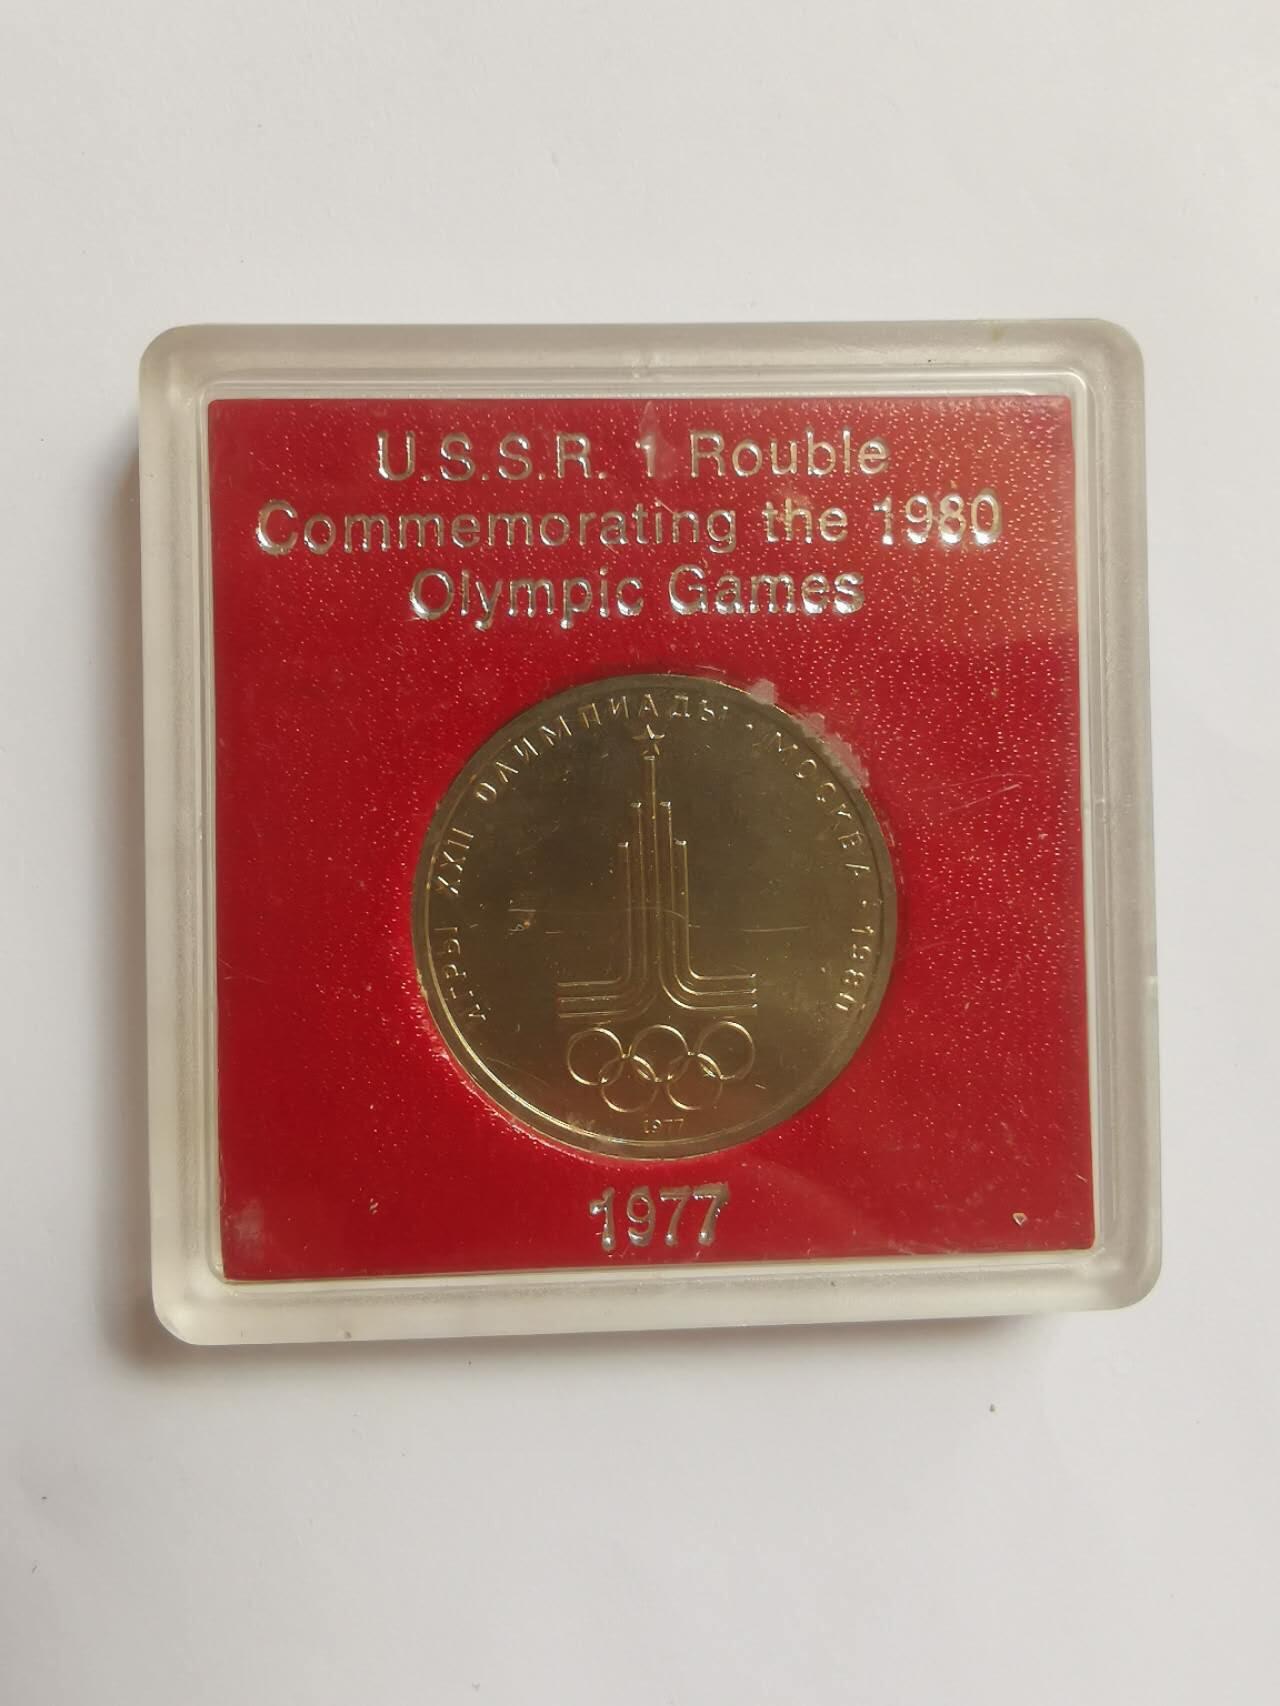 U.S.S.R. 1 Rouble
Commemorating the 1980
Olympic Games
ИГРЫ XXII ОЛИМПИАДЫ · МОСКВА · 1980
1977
1977